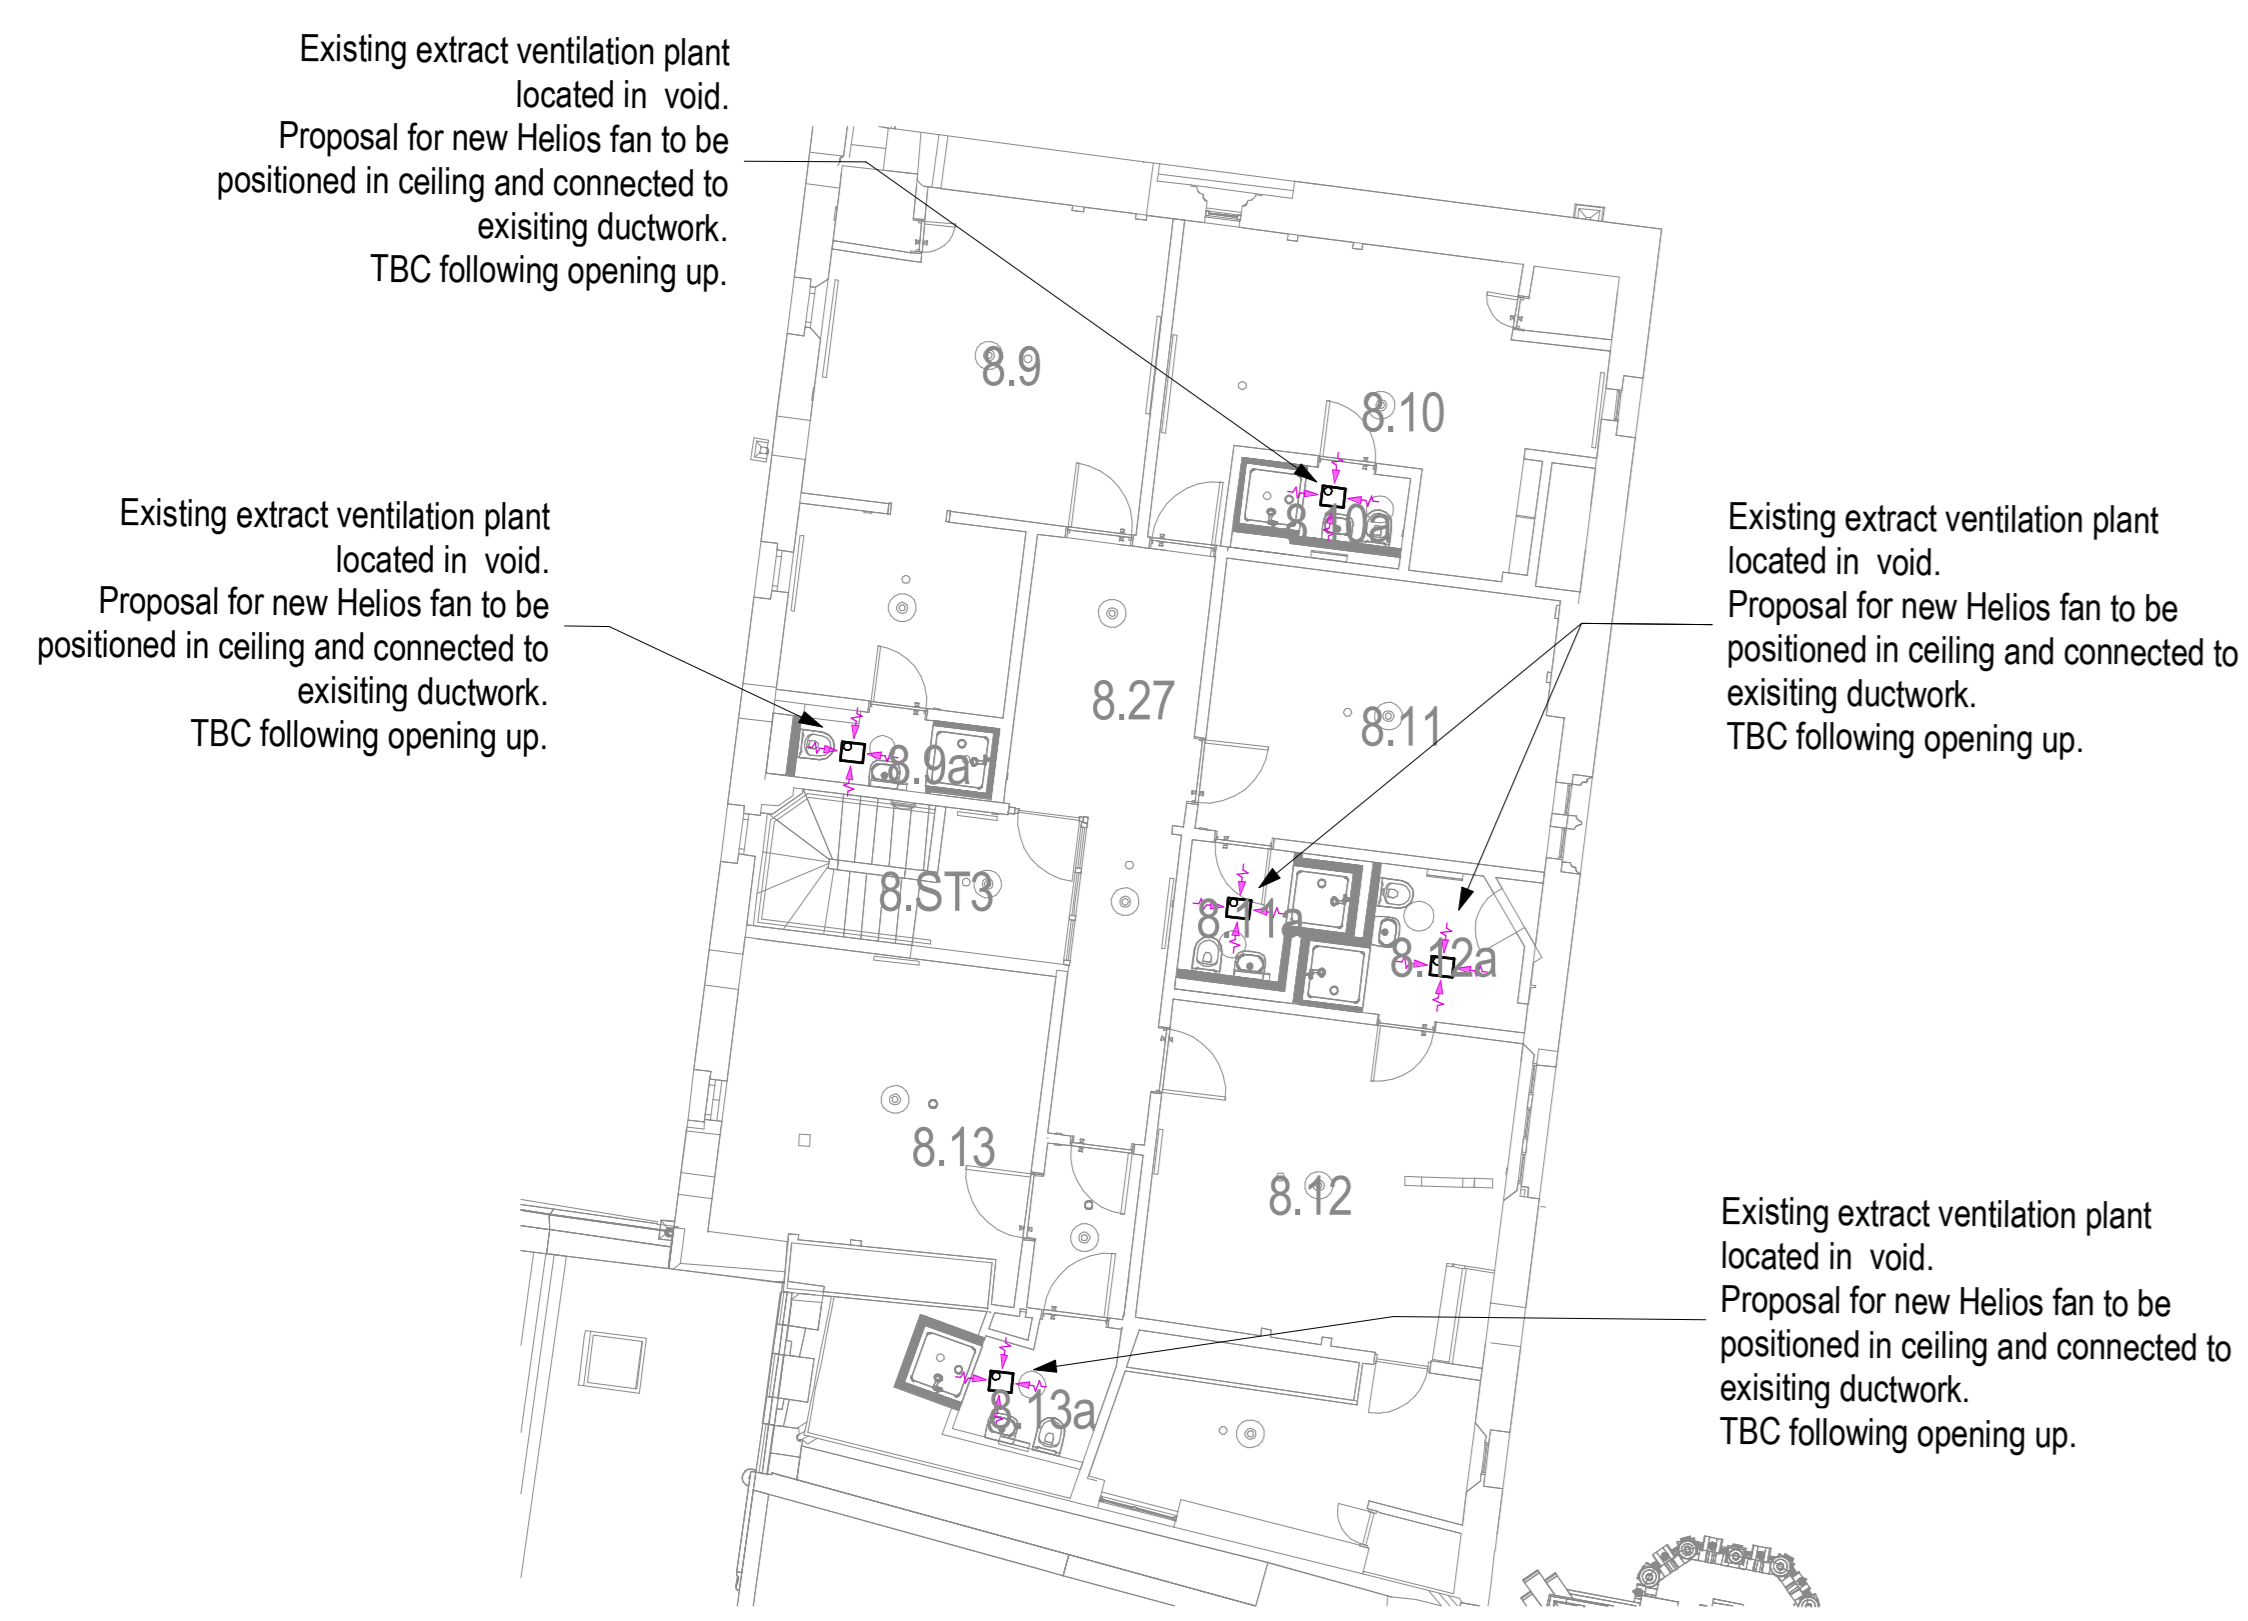 Existing extract ventilation plant
located in  void.
Proposal for new Helios fan to be
positioned in ceiling and connected to
exisiting ductwork.
TBC following opening up.
8.9
8.10
8.10a
Existing extract ventilation plant
located in  void.
Proposal for new Helios fan to be
positioned in ceiling and connected to
exisiting ductwork.
TBC following opening up.
Existing extract ventilation plant
located in  void.
Proposal for new Helios fan to be
positioned in ceiling and connected to
exisiting ductwork.
TBC following opening up.
8.27
8.11
8.9a
8.ST3
8.11a
8.12a
8.13
8.12
Existing extract ventilation plant
located in  void.
Proposal for new Helios fan to be
positioned in ceiling and connected to
exisiting ductwork.
TBC following opening up.
8.13a